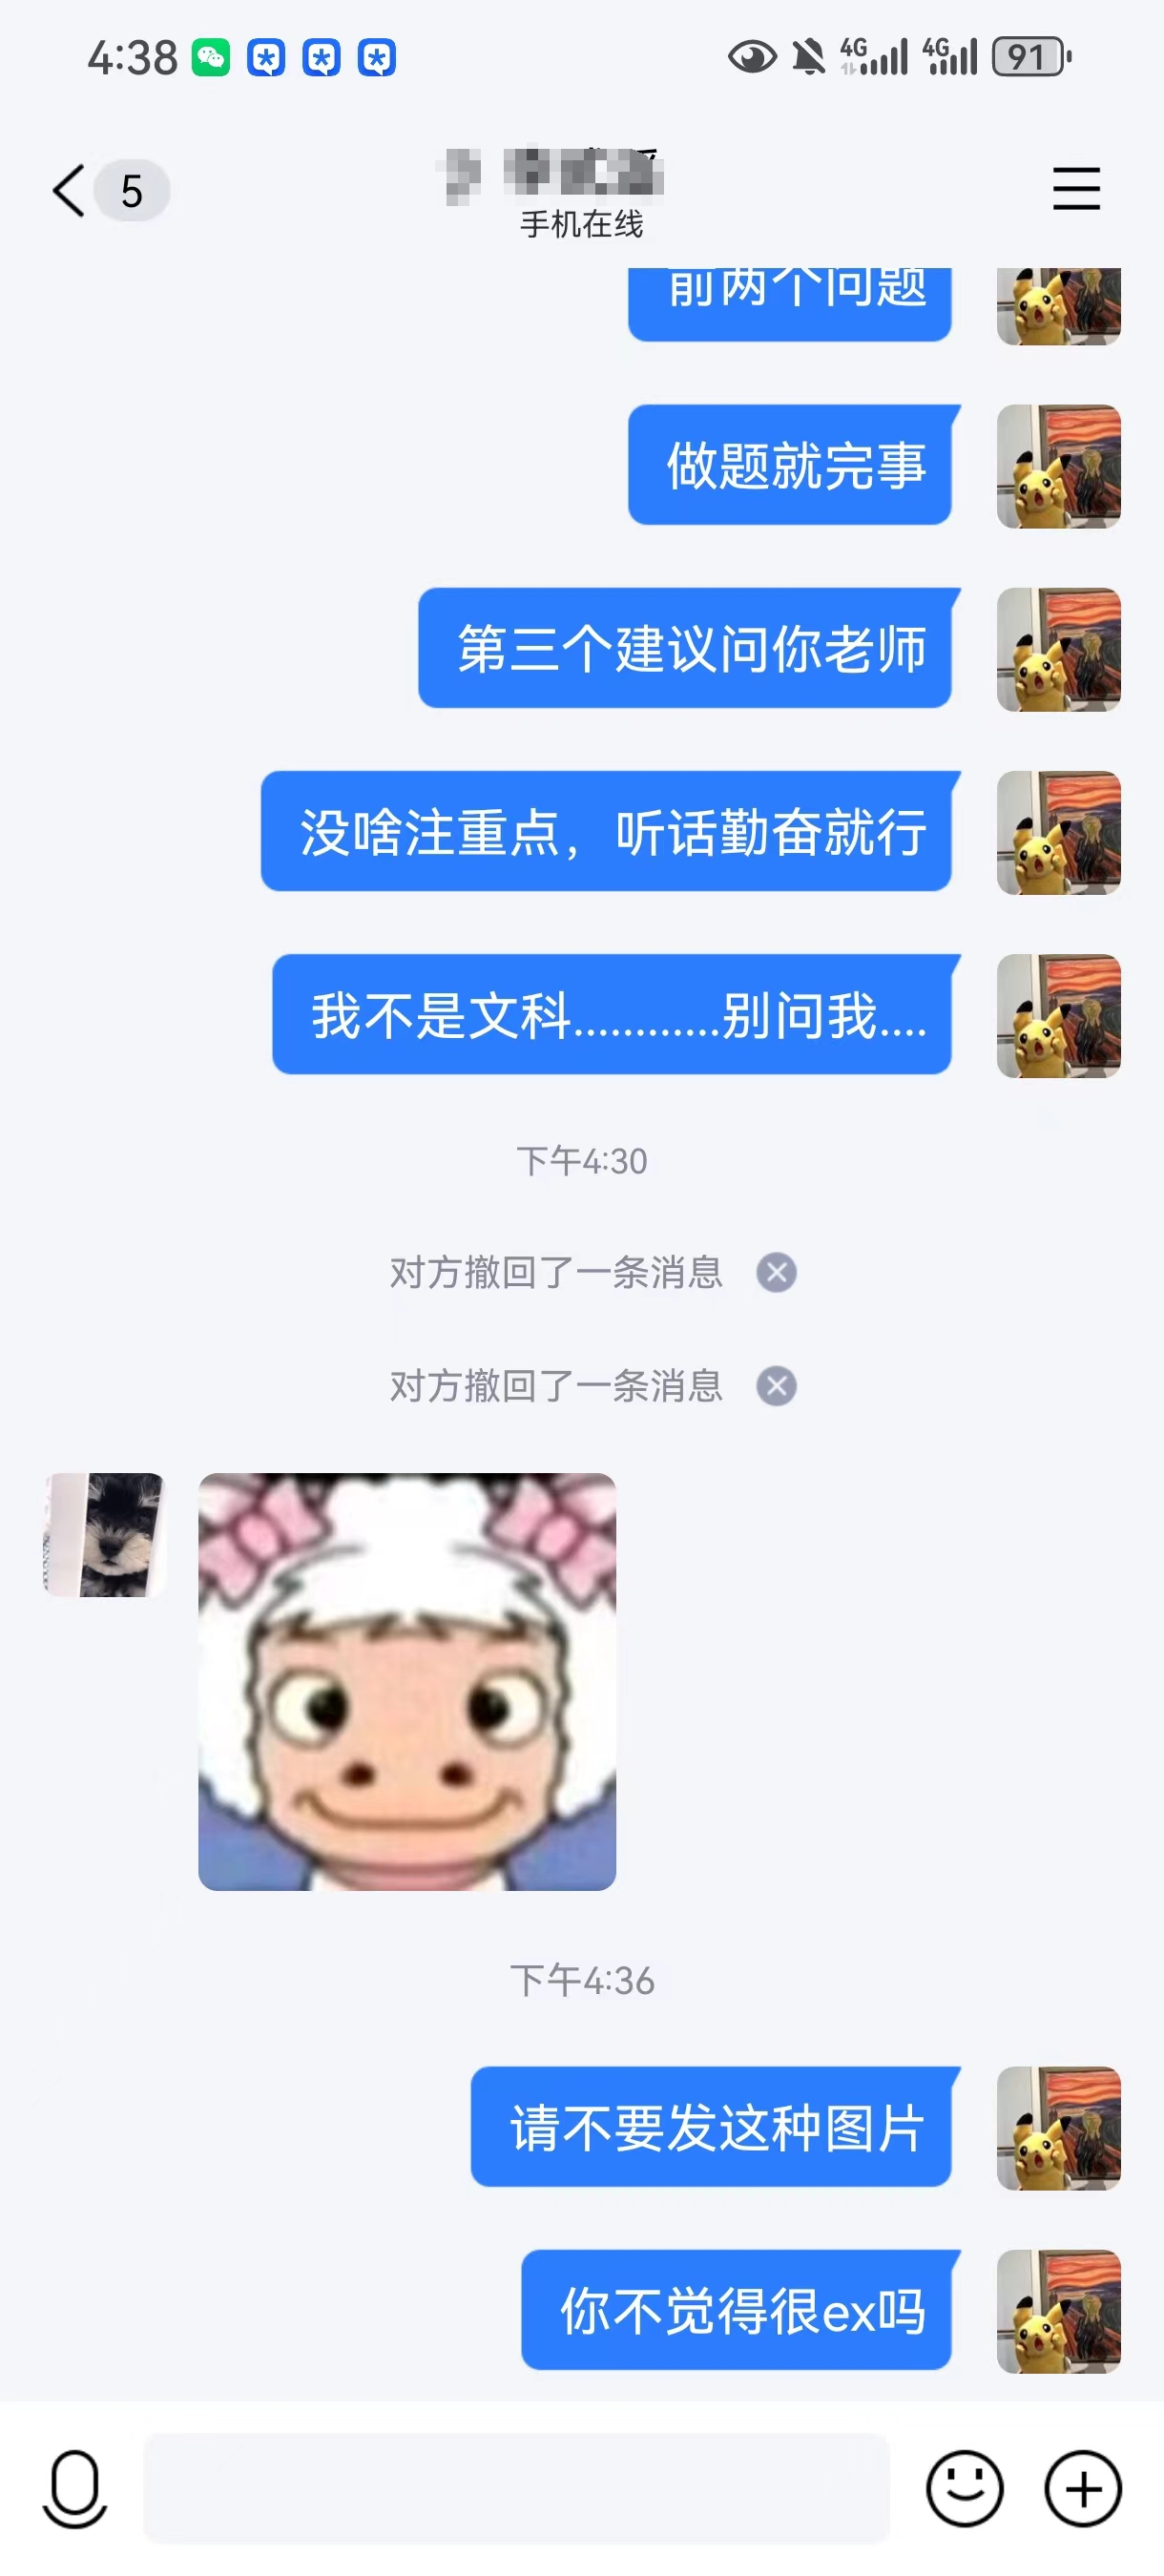 4:38
4G 4G 91
5
手机在线
前两个问题
做题就完事
第三个建议问你老师
没啥注重点，听话勤奋就行
我不是文科............别问我....
下午4:30
对方撤回了一条消息
对方撤回了一条消息
下午4:36
请不要发这种图片
你不觉得很ex吗